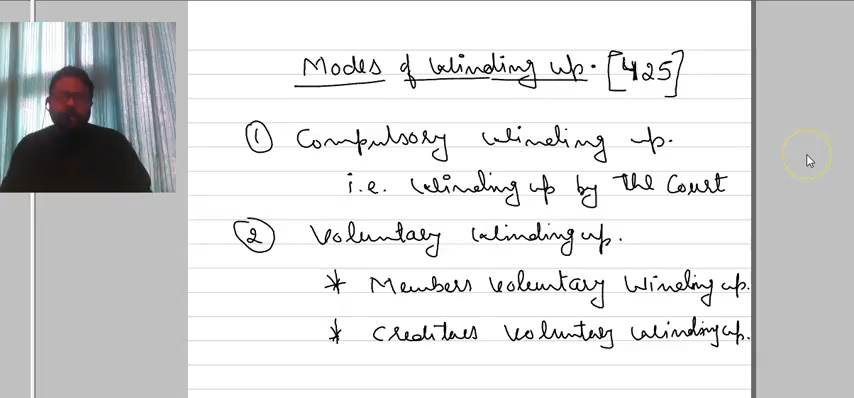 Modes of Winding up. [425]
① Compulsory Winding up.
i.e. Winding up by The Court
② Voluntary Winding up.
* Members Voluntary Winding up.
* Creditors Voluntary Winding up.